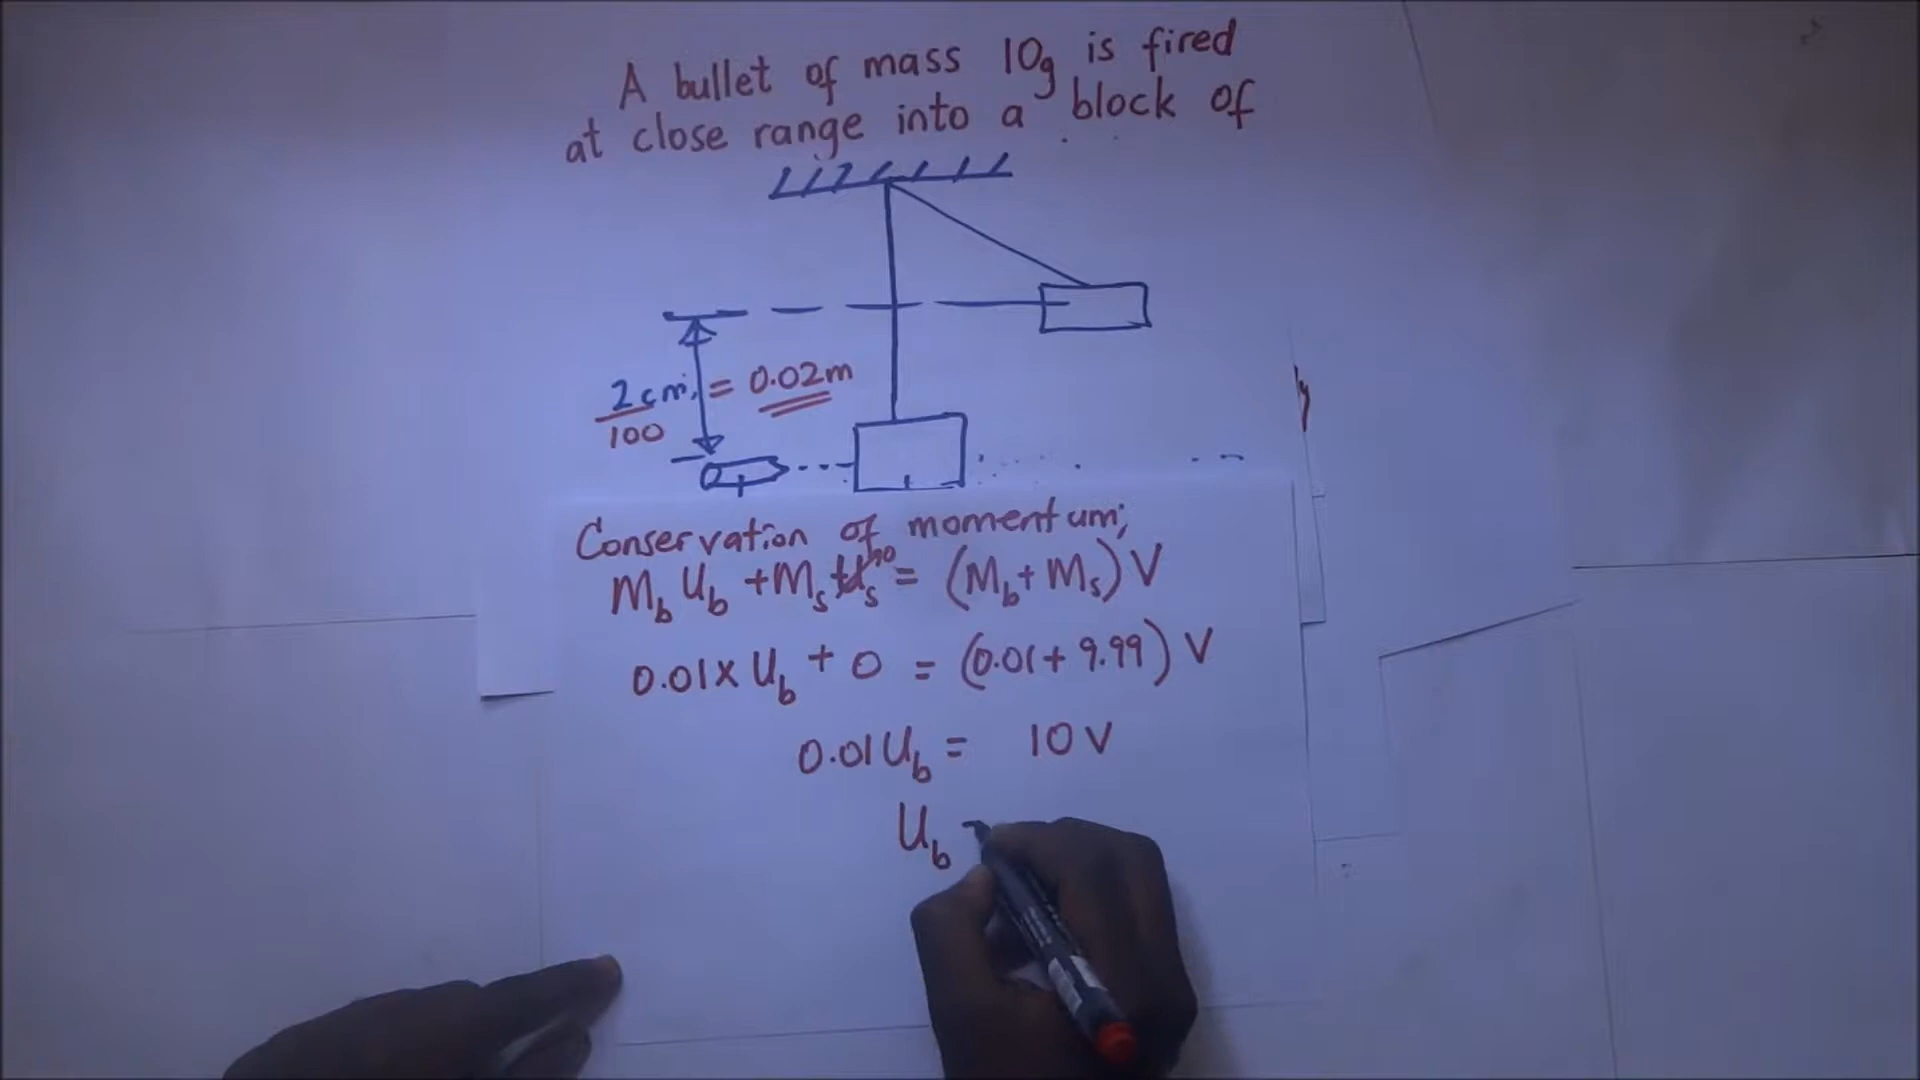 A bullet of mass 10g is fired
at close range into a block of
2cm = 0.02m
100
Conservation of momentum;
M_b U_b + M_s U_s = (M_b + M_s) V
0.01 x U_b + 0 = (0.01 + 9.99) V
0.01 U_b = 10 V
U_b